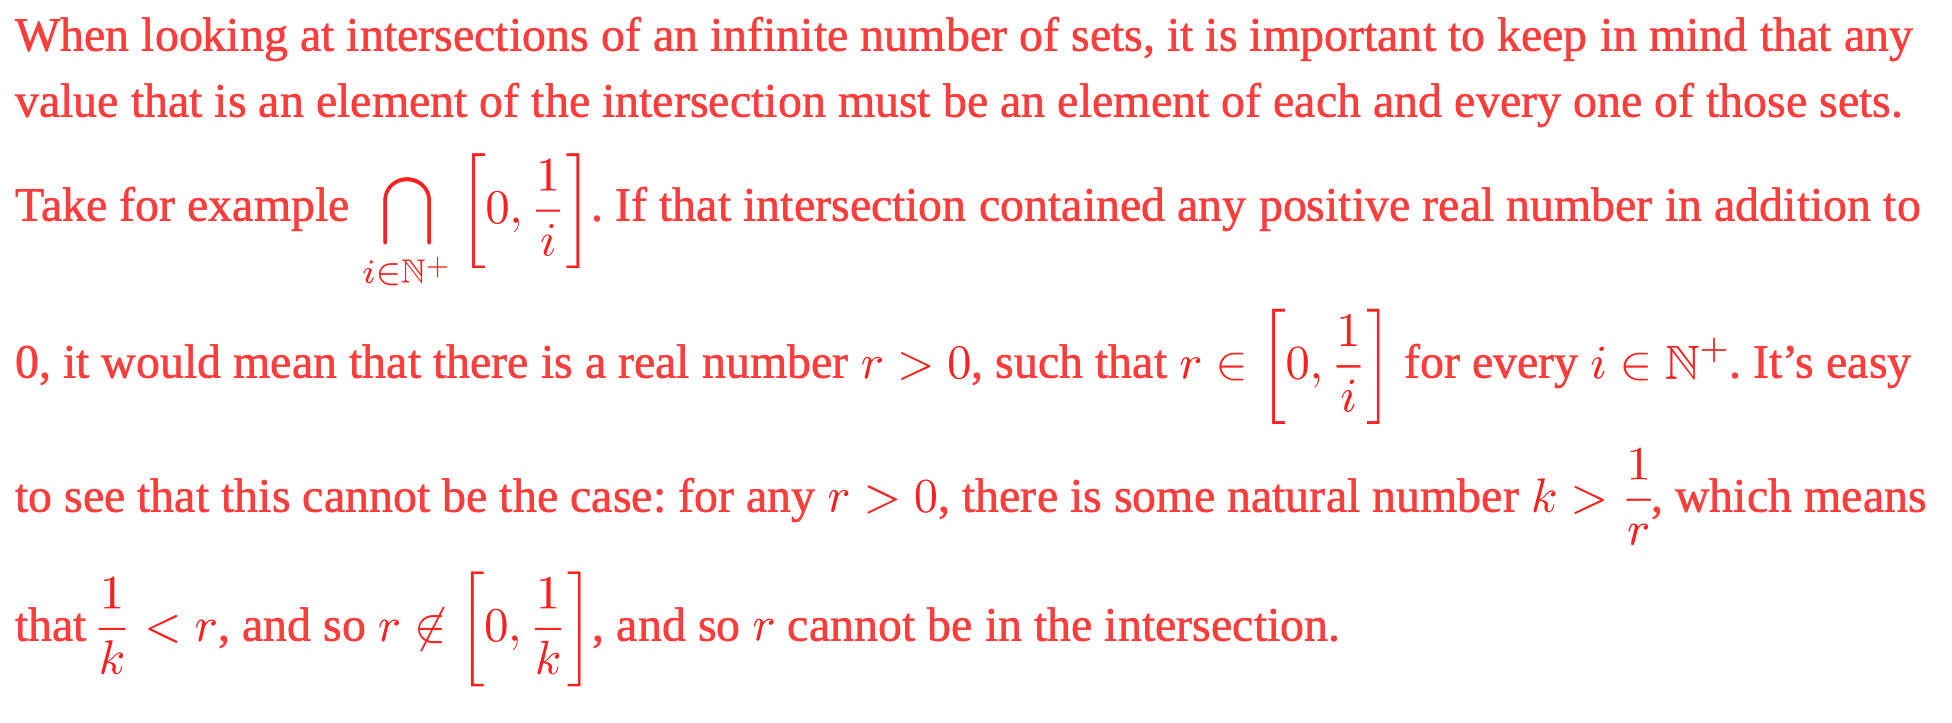 When looking at intersections of an infinite number of sets, it is important to keep in mind that any
value that is an element of the intersection must be an element of each and every one of those sets.
Take for example $\bigcap_{i \in \mathbb{N}^+} \left[0, \frac{1}{i}\right]$. If that intersection contained any positive real number in addition to
0, it would mean that there is a real number $r > 0$, such that $r \in \left[0, \frac{1}{i}\right]$ for every $i \in \mathbb{N}^+$. It’s easy
to see that this cannot be the case: for any $r > 0$, there is some natural number $k > \frac{1}{r}$, which means
that $\frac{1}{k} < r$, and so $r \notin \left[0, \frac{1}{k}\right]$, and so $r$ cannot be in the intersection.